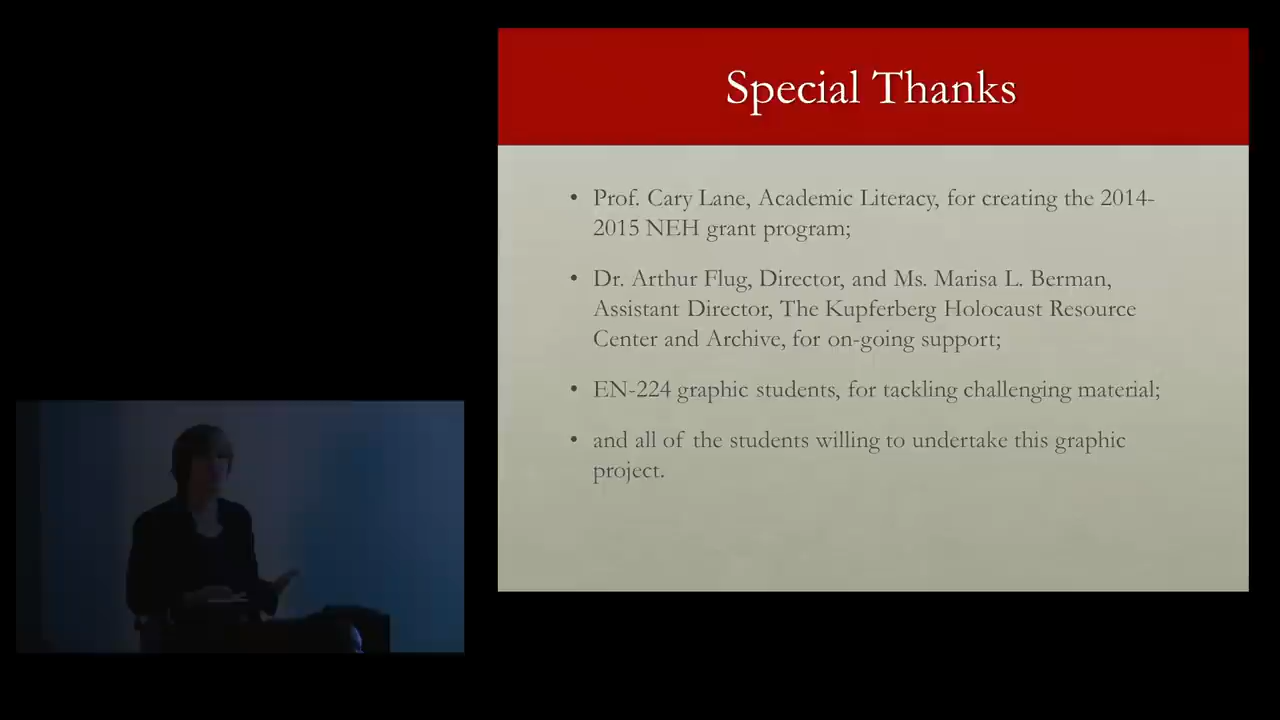 Special Thanks
• Prof. Cary Lane, Academic Literacy, for creating the 2014-
2015 NEH grant program;
• Dr. Arthur Flug, Director, and Ms. Marisa L. Berman,
Assistant Director, The Kupferberg Holocaust Resource
Center and Archive, for on-going support;
• EN-224 graphic students, for tackling challenging material;
• and all of the students willing to undertake this graphic
project.